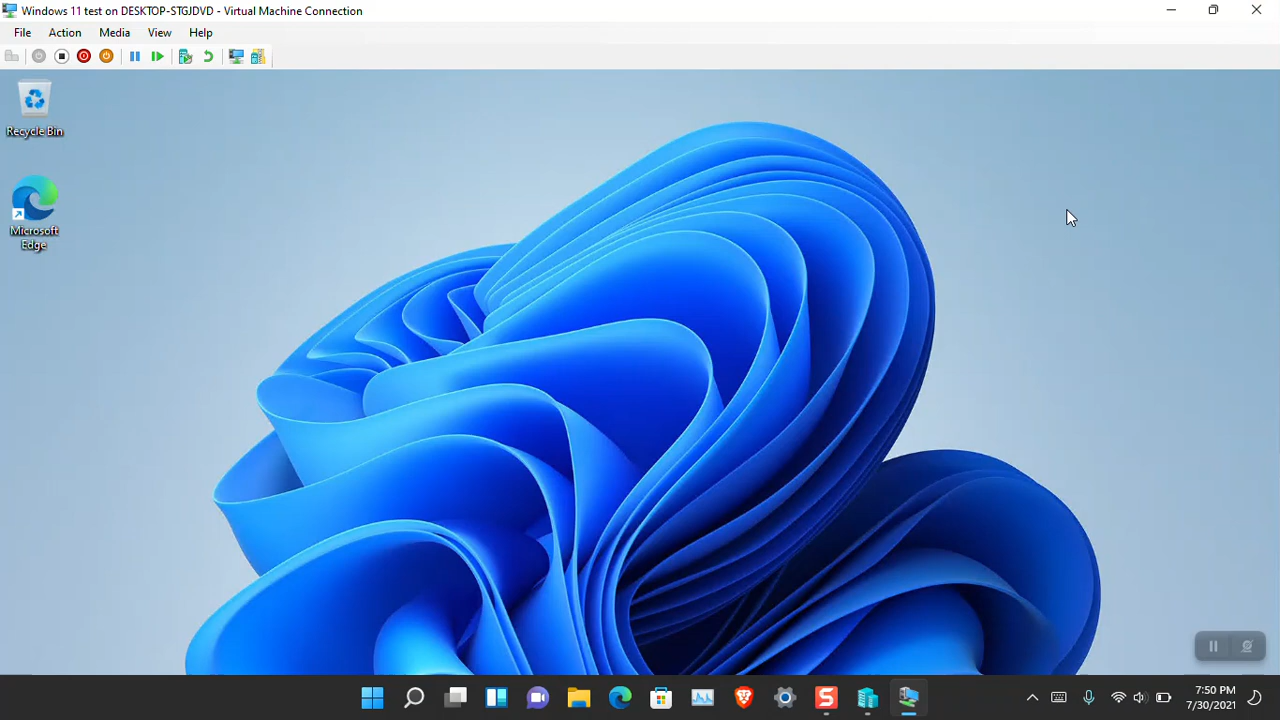 Windows 11 test on DESKTOP-STGJDVD - Virtual Machine Connection
File Action Media View Help
Recycle Bin
Microsoft
Edge
7:50 PM
7/30/2021